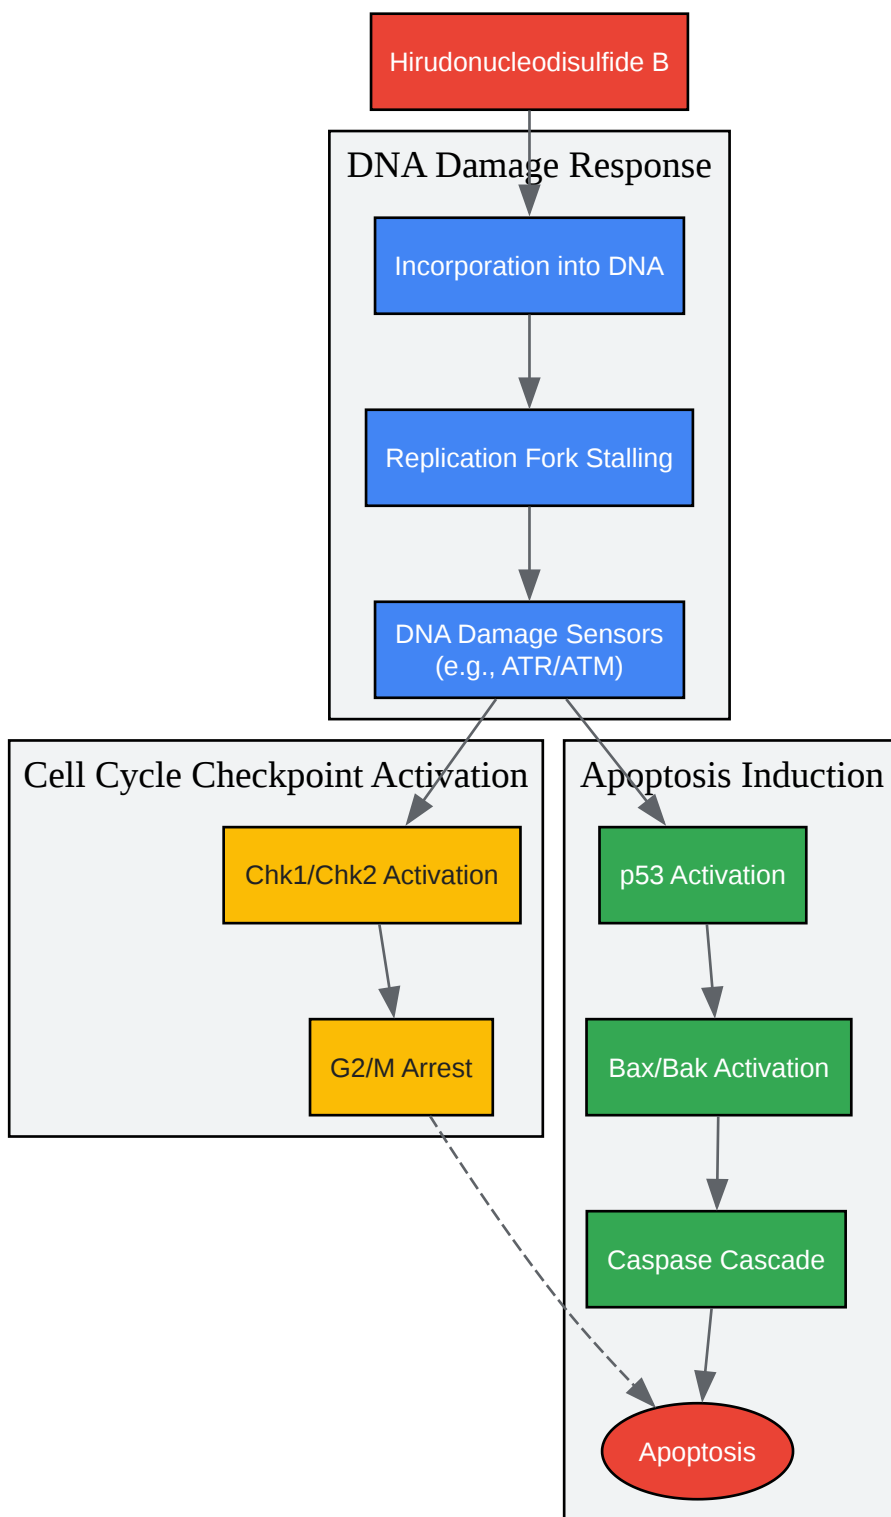 Hirudonucleodisulfide B
DNA Damage Response
Incorporation into DNA
Replication Fork Stalling
DNA Damage Sensors
(e.g., ATR/ATM)
Cell Cycle Checkpoint Activation
Chk1/Chk2 Activation
G2/M Arrest
Apoptosis Induction
p53 Activation
Bax/Bak Activation
Caspase Cascade
Apoptosis